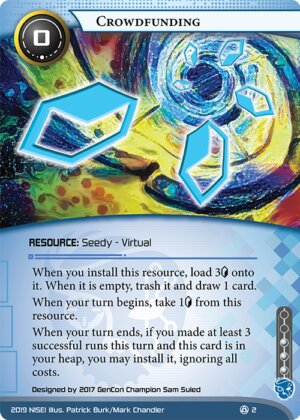 0
CROWDFUNDING
RESOURCE: Seedy - Virtual
When you install this resource, load 3 onto
it. When it is empty, trash it and draw 1 card.
When your turn begins, take 1 from this
resource.
When your turn ends, if you made at least 3
successful runs this turn and this card is in
your heap, you may install it, ignoring all
costs.
Designed by 2017 GenCon Champion Sam Suied
2019 NISEI Illus. Patrick Burk/Mark Chandler
2